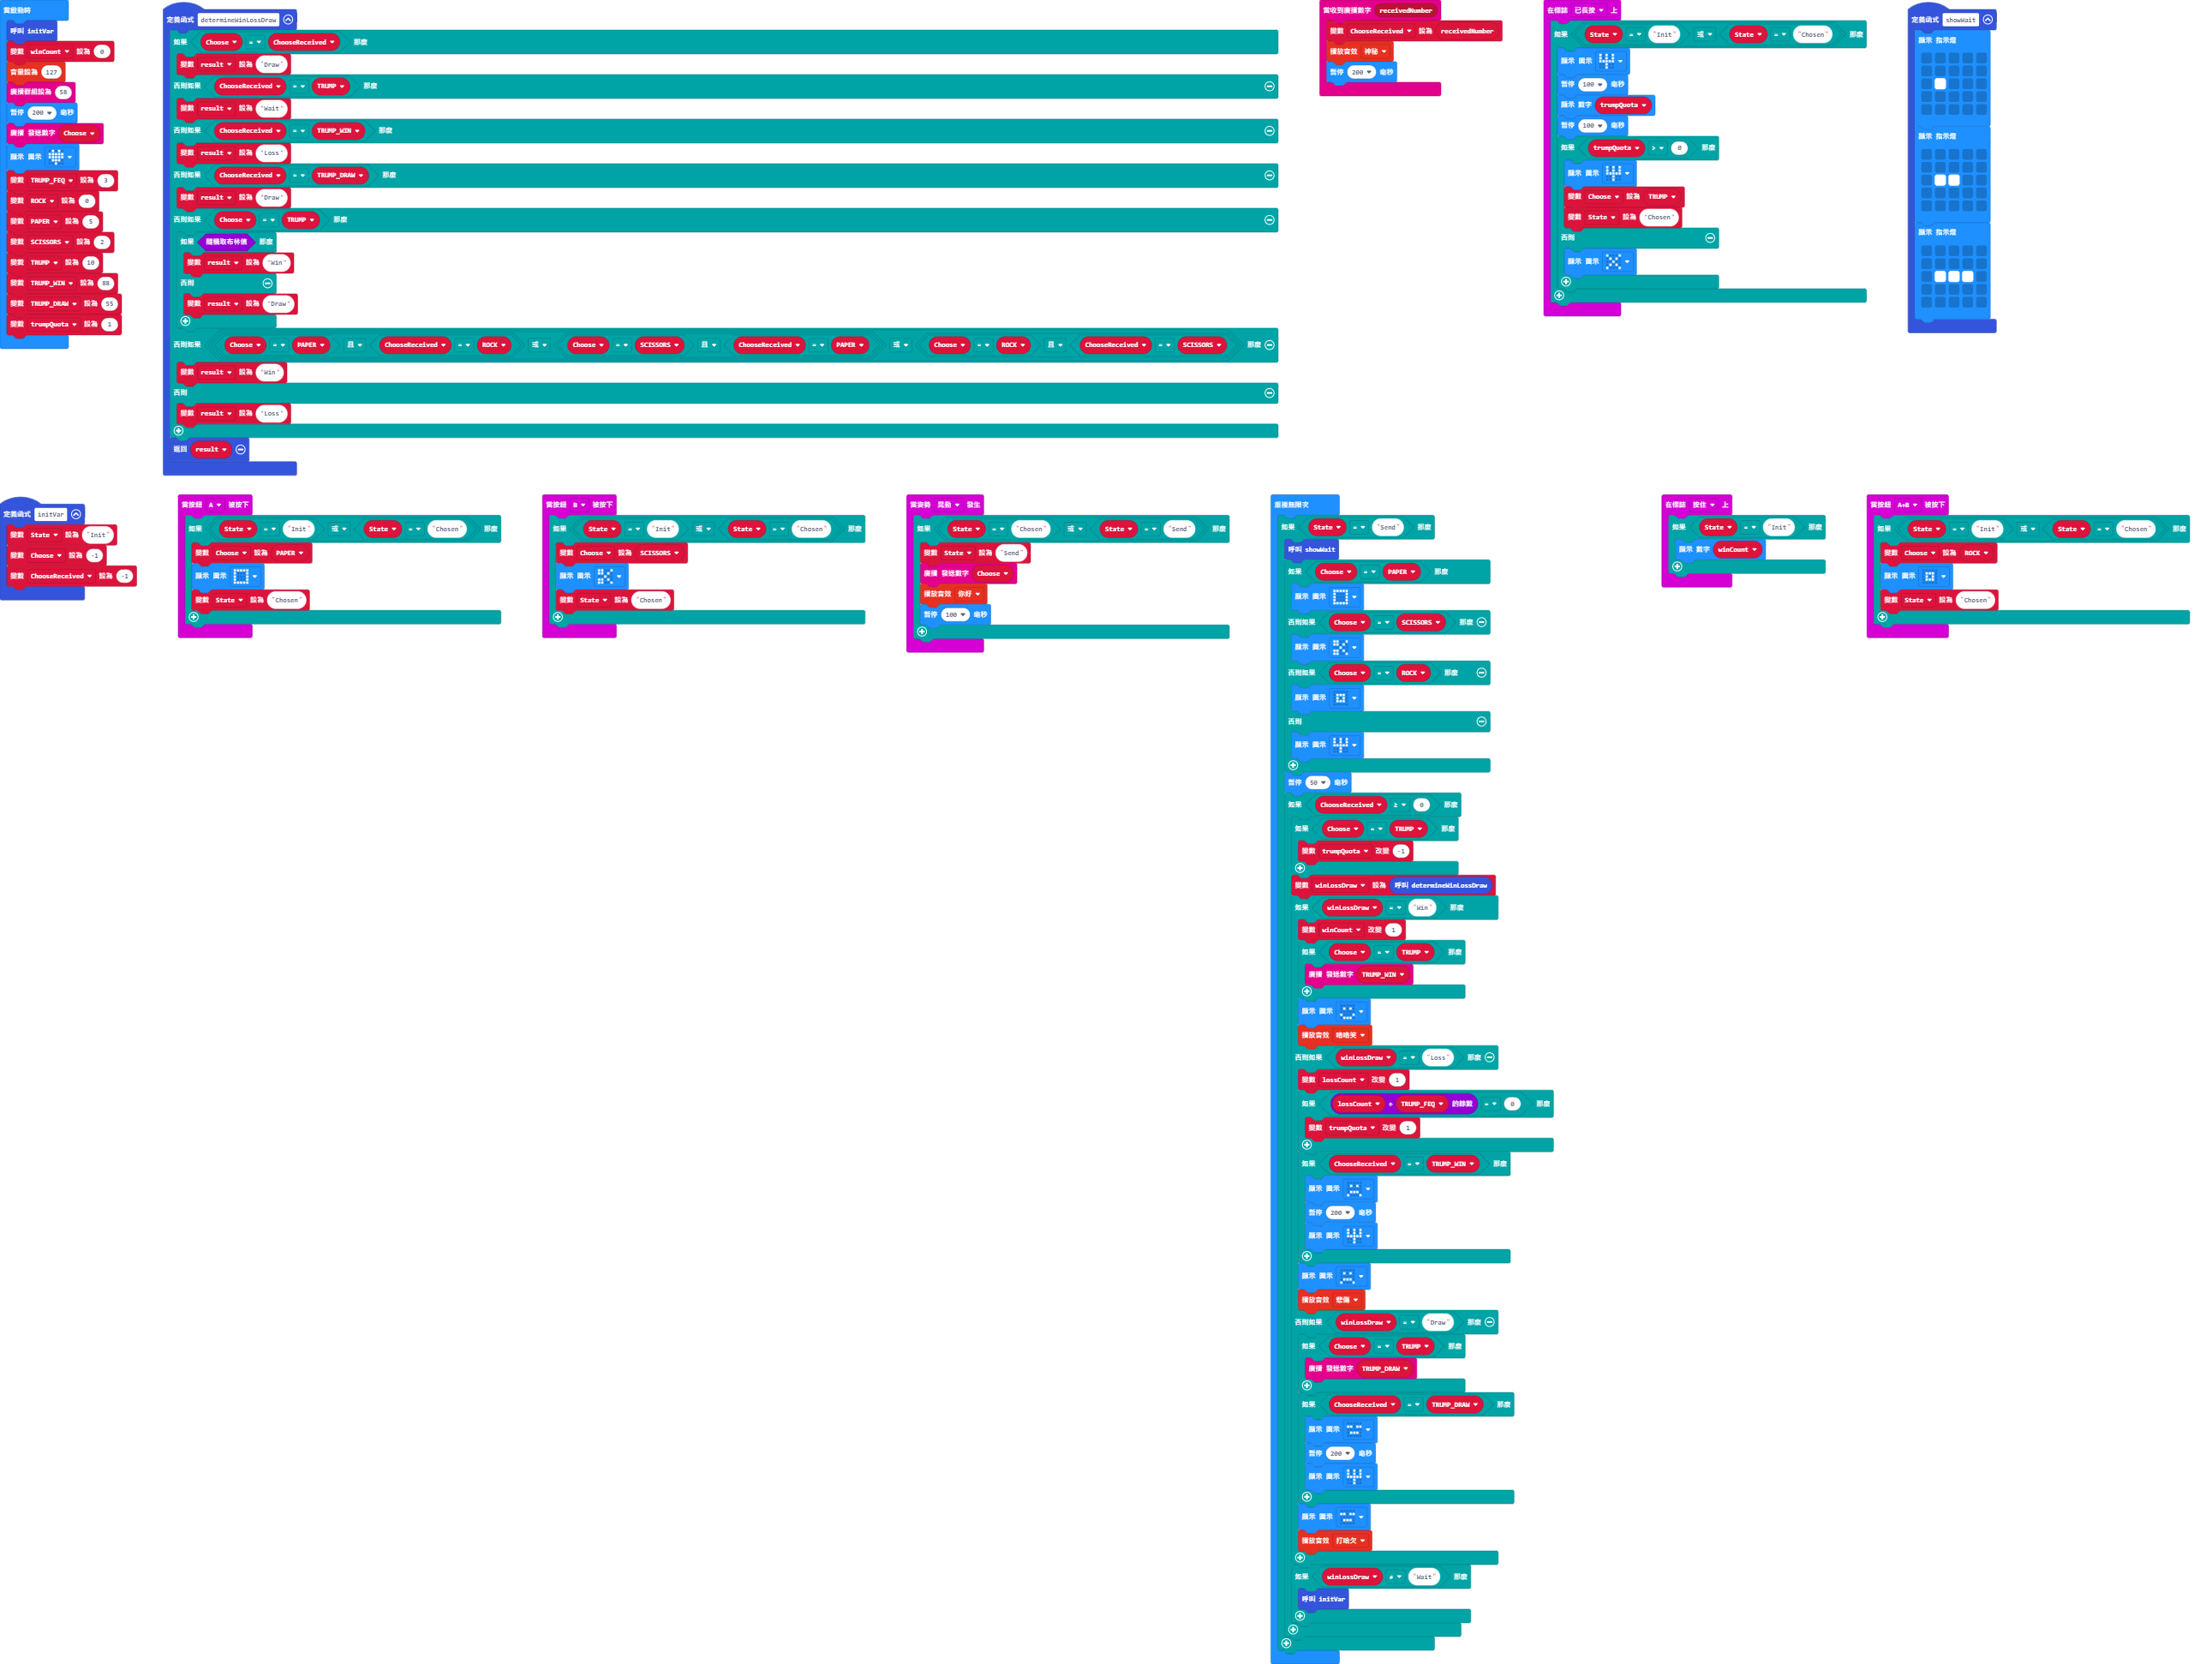 當啟動時
呼叫 initVar
變數 winCount 設為 0
音量設為 127
廣播群組設為 58
暫停 200 毫秒
廣播 發送數字 Choose
顯示 圖示
變數 TRUMP_FEQ 設為 3
變數 ROCK 設為 0
變數 PAPER 設為 5
變數 SCISSORS 設為 2
變數 TRUMP 設為 10
變數 TRUMP_WIN 設為 88
變數 TRUMP_DRAW 設為 55
變數 trumpQuota 設為 1
定義函式 determineWinLossDraw
如果 Choose = ChooseReceived 那麼
變數 result 設為 "Draw"
否則如果 ChooseReceived = TRUMP 那麼
變數 result 設為 "Wait"
否則如果 ChooseReceived = TRUMP_WIN 那麼
變數 result 設為 "Loss"
否則如果 ChooseReceived = TRUMP_DRAW 那麼
變數 result 設為 "Draw"
否則如果 Choose = TRUMP 那麼
如果 隨機取布林值 那麼
變數 result 設為 "Win"
否則
變數 result 設為 "Draw"
否則如果 Choose = PAPER 且 ChooseReceived = ROCK 或 Choose = SCISSORS 且 ChooseReceived = PAPER 或 Choose = ROCK 且 ChooseReceived = SCISSORS 那麼
變數 result 設為 "Win"
否則
變數 result 設為 "Loss"
返回 result
當收到廣播數字 receivedNumber
變數 ChooseReceived 設為 receivedNumber
播放音效 神秘
暫停 200 毫秒
在標誌 已長按 上
如果 State = "Init" 或 State = "Chosen" 那麼
顯示 圖示
暫停 100 毫秒
顯示 數字 trumpQuota
暫停 100 毫秒
如果 trumpQuota > 0 那麼
顯示 圖示
變數 Choose 設為 TRUMP
變數 State 設為 "Chosen"
否則
顯示 圖示
定義函式 showWait
顯示 指示燈
顯示 指示燈
顯示 指示燈
定義函式 initVar
變數 State 設為 "Init"
變數 Choose 設為 -1
變數 ChooseReceived 設為 -1
當按鈕 A 被按下
如果 State = "Init" 或 State = "Chosen" 那麼
變數 Choose 設為 PAPER
顯示 圖示
變數 State 設為 "Chosen"
當按鈕 B 被按下
如果 State = "Init" 或 State = "Chosen" 那麼
變數 Choose 設為 SCISSORS
顯示 圖示
變數 State 設為 "Chosen"
當姿勢 晃動 發生
如果 State = "Chosen" 或 State = "Send" 那麼
變數 State 設為 "Send"
廣播 發送數字 Choose
播放音效 你好
暫停 100 毫秒
重複無限次
如果 State = "Send" 那麼
呼叫 showWait
如果 Choose = PAPER 那麼
顯示 圖示
否則如果 Choose = SCISSORS 那麼
顯示 圖示
否則如果 Choose = ROCK 那麼
顯示 圖示
否則
顯示 圖示
暫停 50 毫秒
如果 ChooseReceived ≥ 0 那麼
如果 Choose = TRUMP 那麼
變數 trumpQuota 改變 -1
變數 winLossDraw 設為 呼叫 determineWinLossDraw
如果 winLossDraw = "Win" 那麼
變數 winCount 改變 1
如果 Choose = TRUMP 那麼
廣播 發送數字 TRUMP_WIN
顯示 圖示
播放音效 咯咯笑
否則如果 winLossDraw = "Loss" 那麼
變數 lossCount 改變 1
如果 lossCount ÷ TRUMP_FEQ 的餘數 = 0 那麼
變數 trumpQuota 改變 1
如果 ChooseReceived = TRUMP_WIN 那麼
顯示 圖示
暫停 200 毫秒
顯示 圖示
顯示 圖示
播放音效 悲傷
否則如果 winLossDraw = "Draw" 那麼
如果 Choose = TRUMP 那麼
廣播 發送數字 TRUMP_DRAW
如果 ChooseReceived = TRUMP_DRAW 那麼
顯示 圖示
暫停 200 毫秒
顯示 圖示
顯示 圖示
播放音效 打哈欠
如果 winLossDraw ≠ "Wait" 那麼
呼叫 initVar
在標誌 按住 上
如果 State = "Init" 那麼
顯示 數字 winCount
當按鈕 A+B 被按下
如果 State = "Init" 或 State = "Chosen" 那麼
變數 Choose 設為 ROCK
顯示 圖示
變數 State 設為 "Chosen"